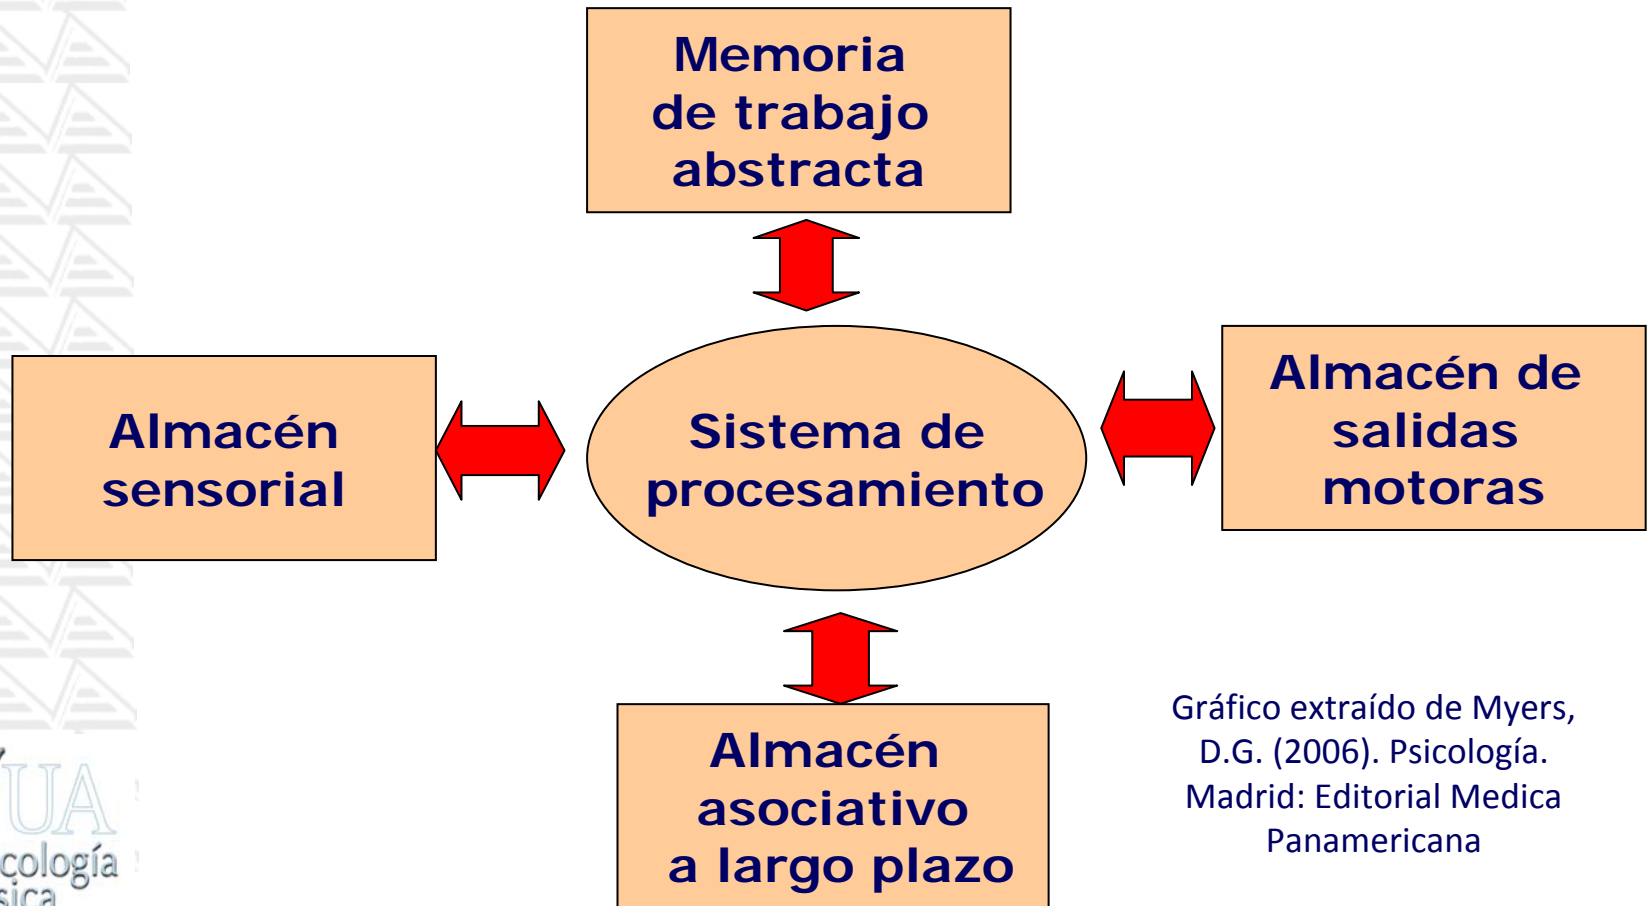 Memoria
de trabajo
abstracta
Almacén
sensorial
Sistema de
procesamiento
Almacén de
salidas
motoras
Almacén
asociativo
a largo plazo
Gráfico extraído de Myers,
D.G. (2006). Psicología.
Madrid: Editorial Medica
Panamericana
UA
cología
sica